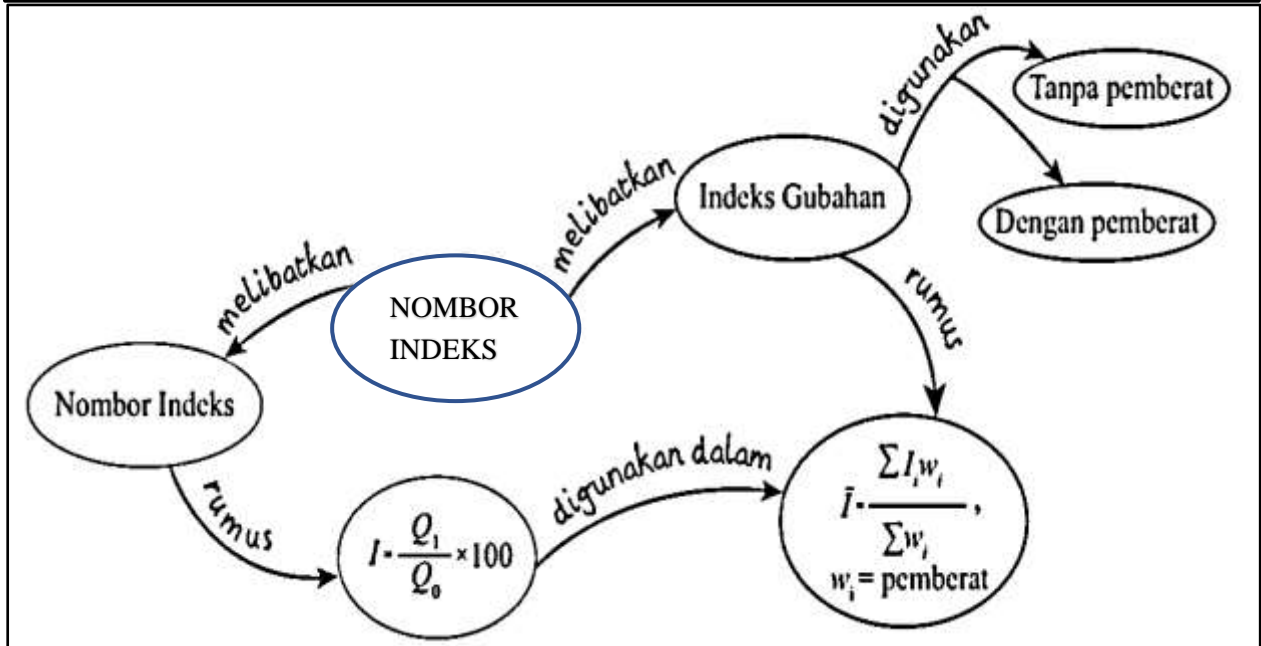 digunakan
Tanpa pemberat
Dengan pemberat
melibatkan
Indeks Gubahan
melibatkan
NOMBOR
INDEKS
rumus
Nombor Indeks
rumus
I = Q₁/Q₀ × 100
digunakan dalam
Ī = ∑Iᵢwᵢ / ∑wᵢ ,
wᵢ = pemberat